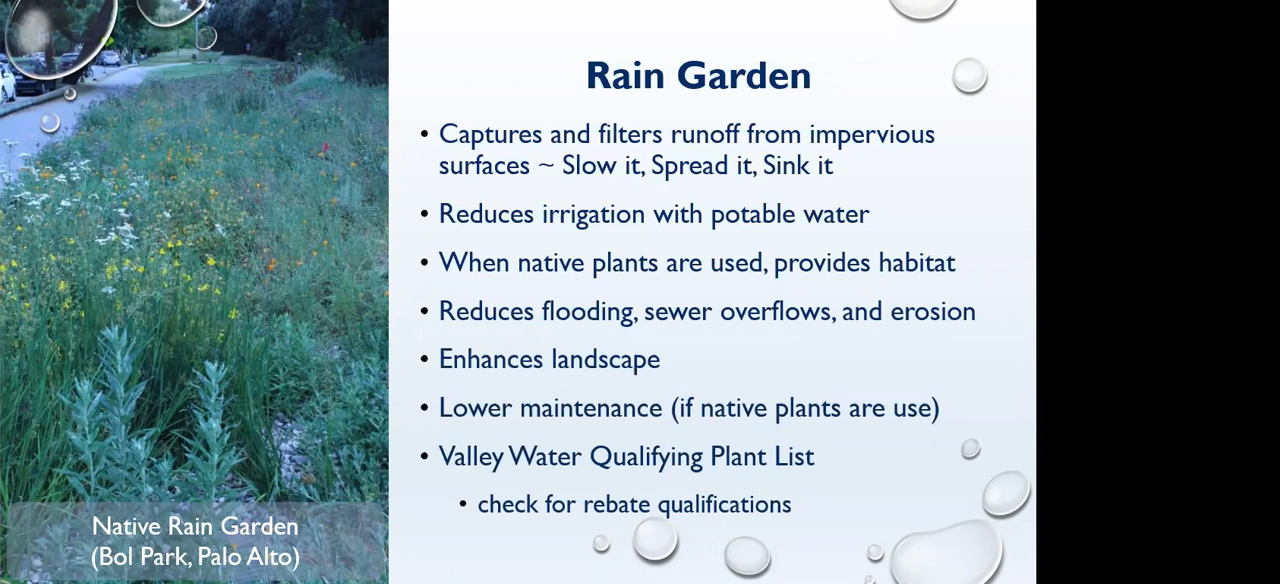 Rain Garden
• Captures and filters runoff from impervious
surfaces ~ Slow it, Spread it, Sink it
• Reduces irrigation with potable water
• When native plants are used, provides habitat
• Reduces flooding, sewer overflows, and erosion
• Enhances landscape
• Lower maintenance (if native plants are use)
• Valley Water Qualifying Plant List
• check for rebate qualifications
Native Rain Garden
(Bol Park, Palo Alto)